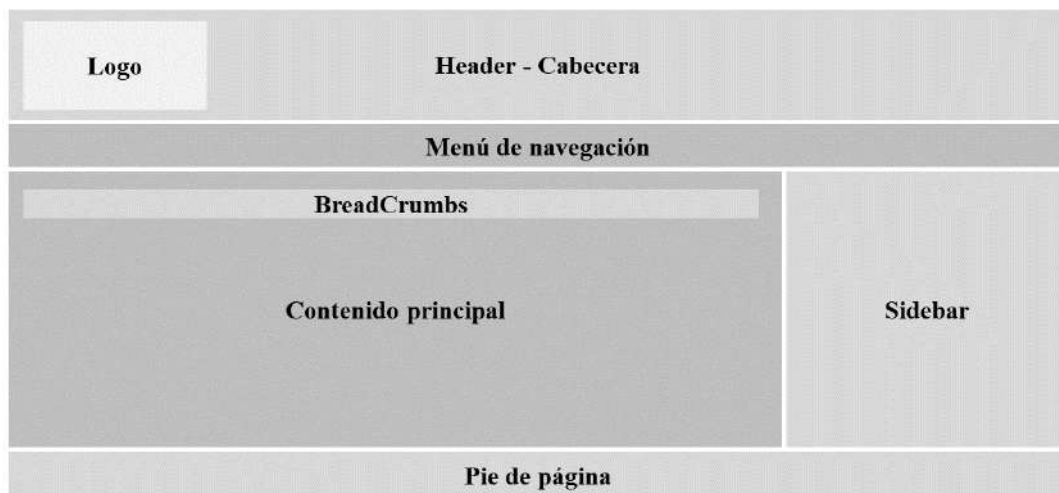 Logo
Header - Cabecera
Menú de navegación
BreadCrumbs
Contenido principal
Sidebar
Pie de página